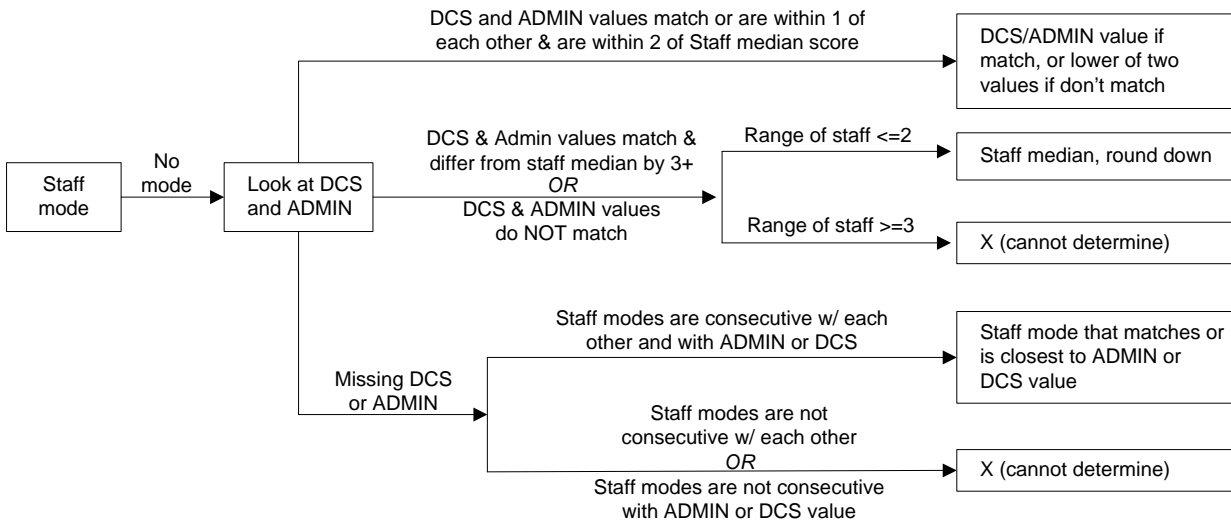 DCS and ADMIN values match or are within 1 of
each other & are within 2 of Staff median score
DCS/ADMIN value if
match, or lower of two
values if don't match
DCS & Admin values match &
differ from staff median by 3+
OR
DCS & ADMIN values
do NOT match
Range of staff <=2
Staff median, round down
Staff
mode
No
mode
Look at DCS
and ADMIN
Range of staff >=3
X (cannot determine)
Staff modes are consecutive w/ each
other and with ADMIN or DCS
Staff mode that matches or
is closest to ADMIN or
DCS value
Missing DCS
or ADMIN
Staff modes are not
consecutive w/ each other
OR
Staff modes are not consecutive
with ADMIN or DCS value
X (cannot determine)